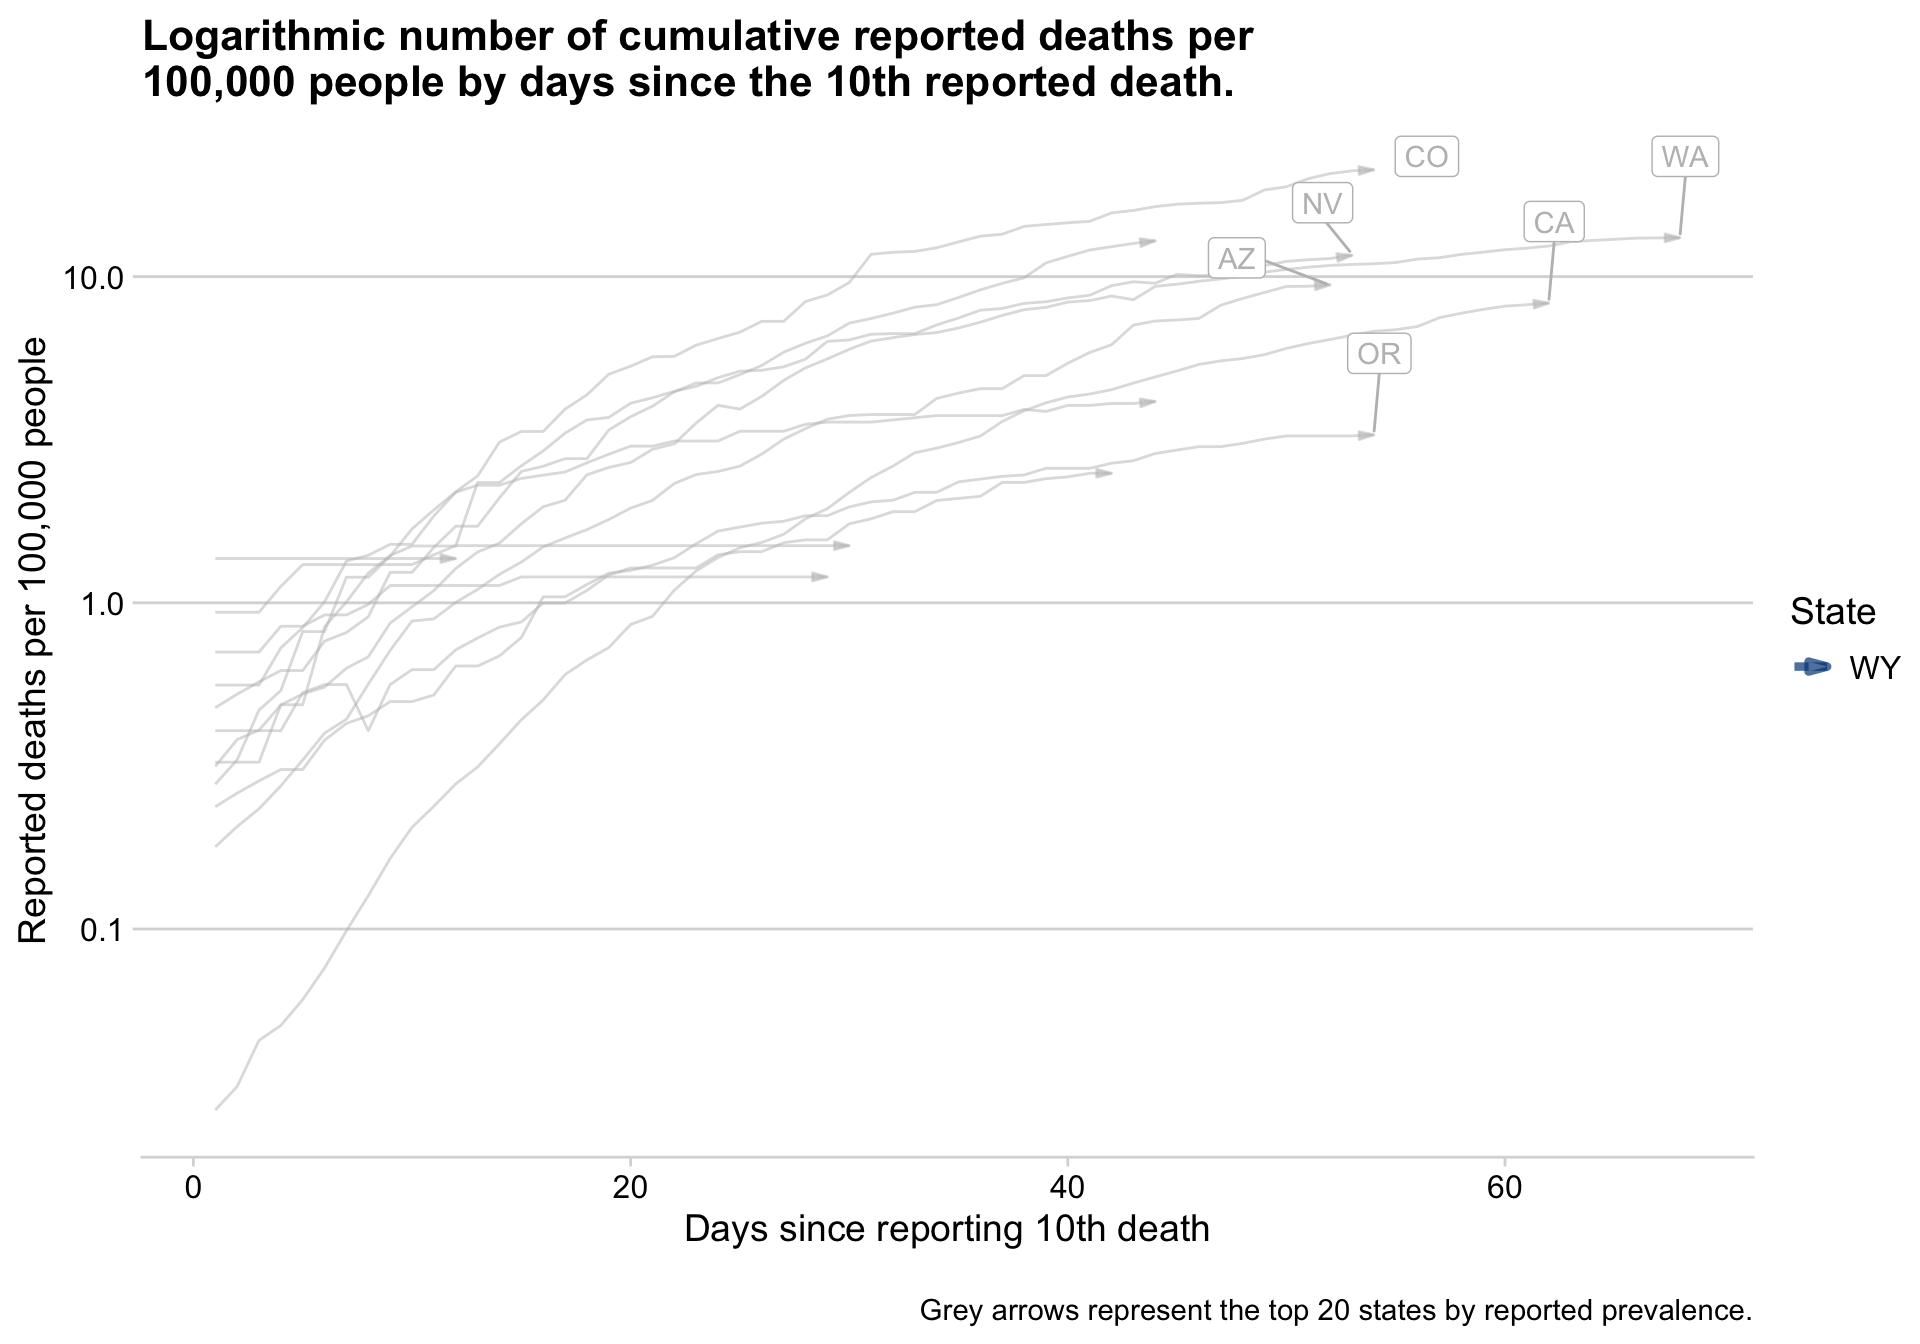 Logarithmic number of cumulative reported deaths per
100,000 people by days since the 10th reported death.
CO
WA
NV
CA
AZ
OR
10.0
1.0
0.1
Reported deaths per 100,000 people
State
WY
0
20
40
60
Days since reporting 10th death
Grey arrows represent the top 20 states by reported prevalence.